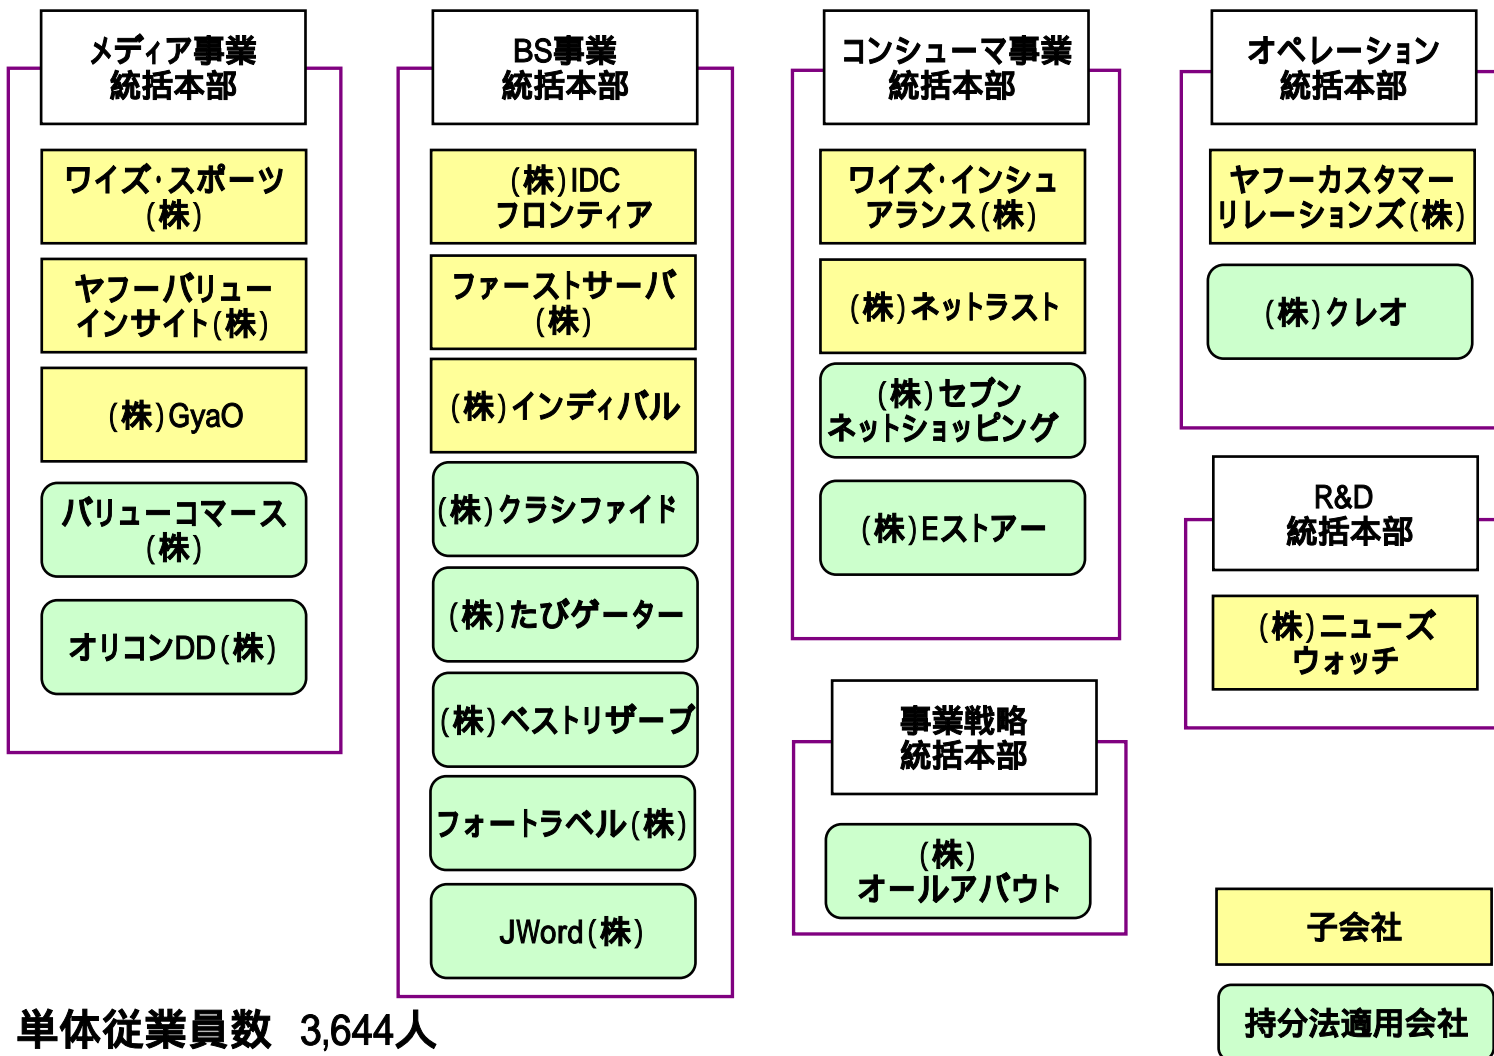 メディア事業
統括本部
ワイズ・スポーツ
(株)
ヤフーバリュー
インサイト(株)
(株)GyaO
バリューコマース
(株)
オリコンDD(株)
BS事業
統括本部
(株)IDC
フロンティア
ファーストサーバ
(株)
(株)インディバル
(株)クラシファイド
(株)たびゲーター
(株)ベストリザーブ
フォートラベル(株)
JWord(株)
コンシューマ事業
統括本部
ワイズ・インシュ
アランス(株)
(株)ネットラスト
(株)セブン
ネットショッピング
(株)Eストアー
事業戦略
統括本部
(株)
オールアバウト
オペレーション
統括本部
ヤフーカスタマー
リレーションズ(株)
(株)クレオ
R&D
統括本部
(株)ニューズ
ウォッチ
子会社
持分法適用会社
単体従業員数 3,644人